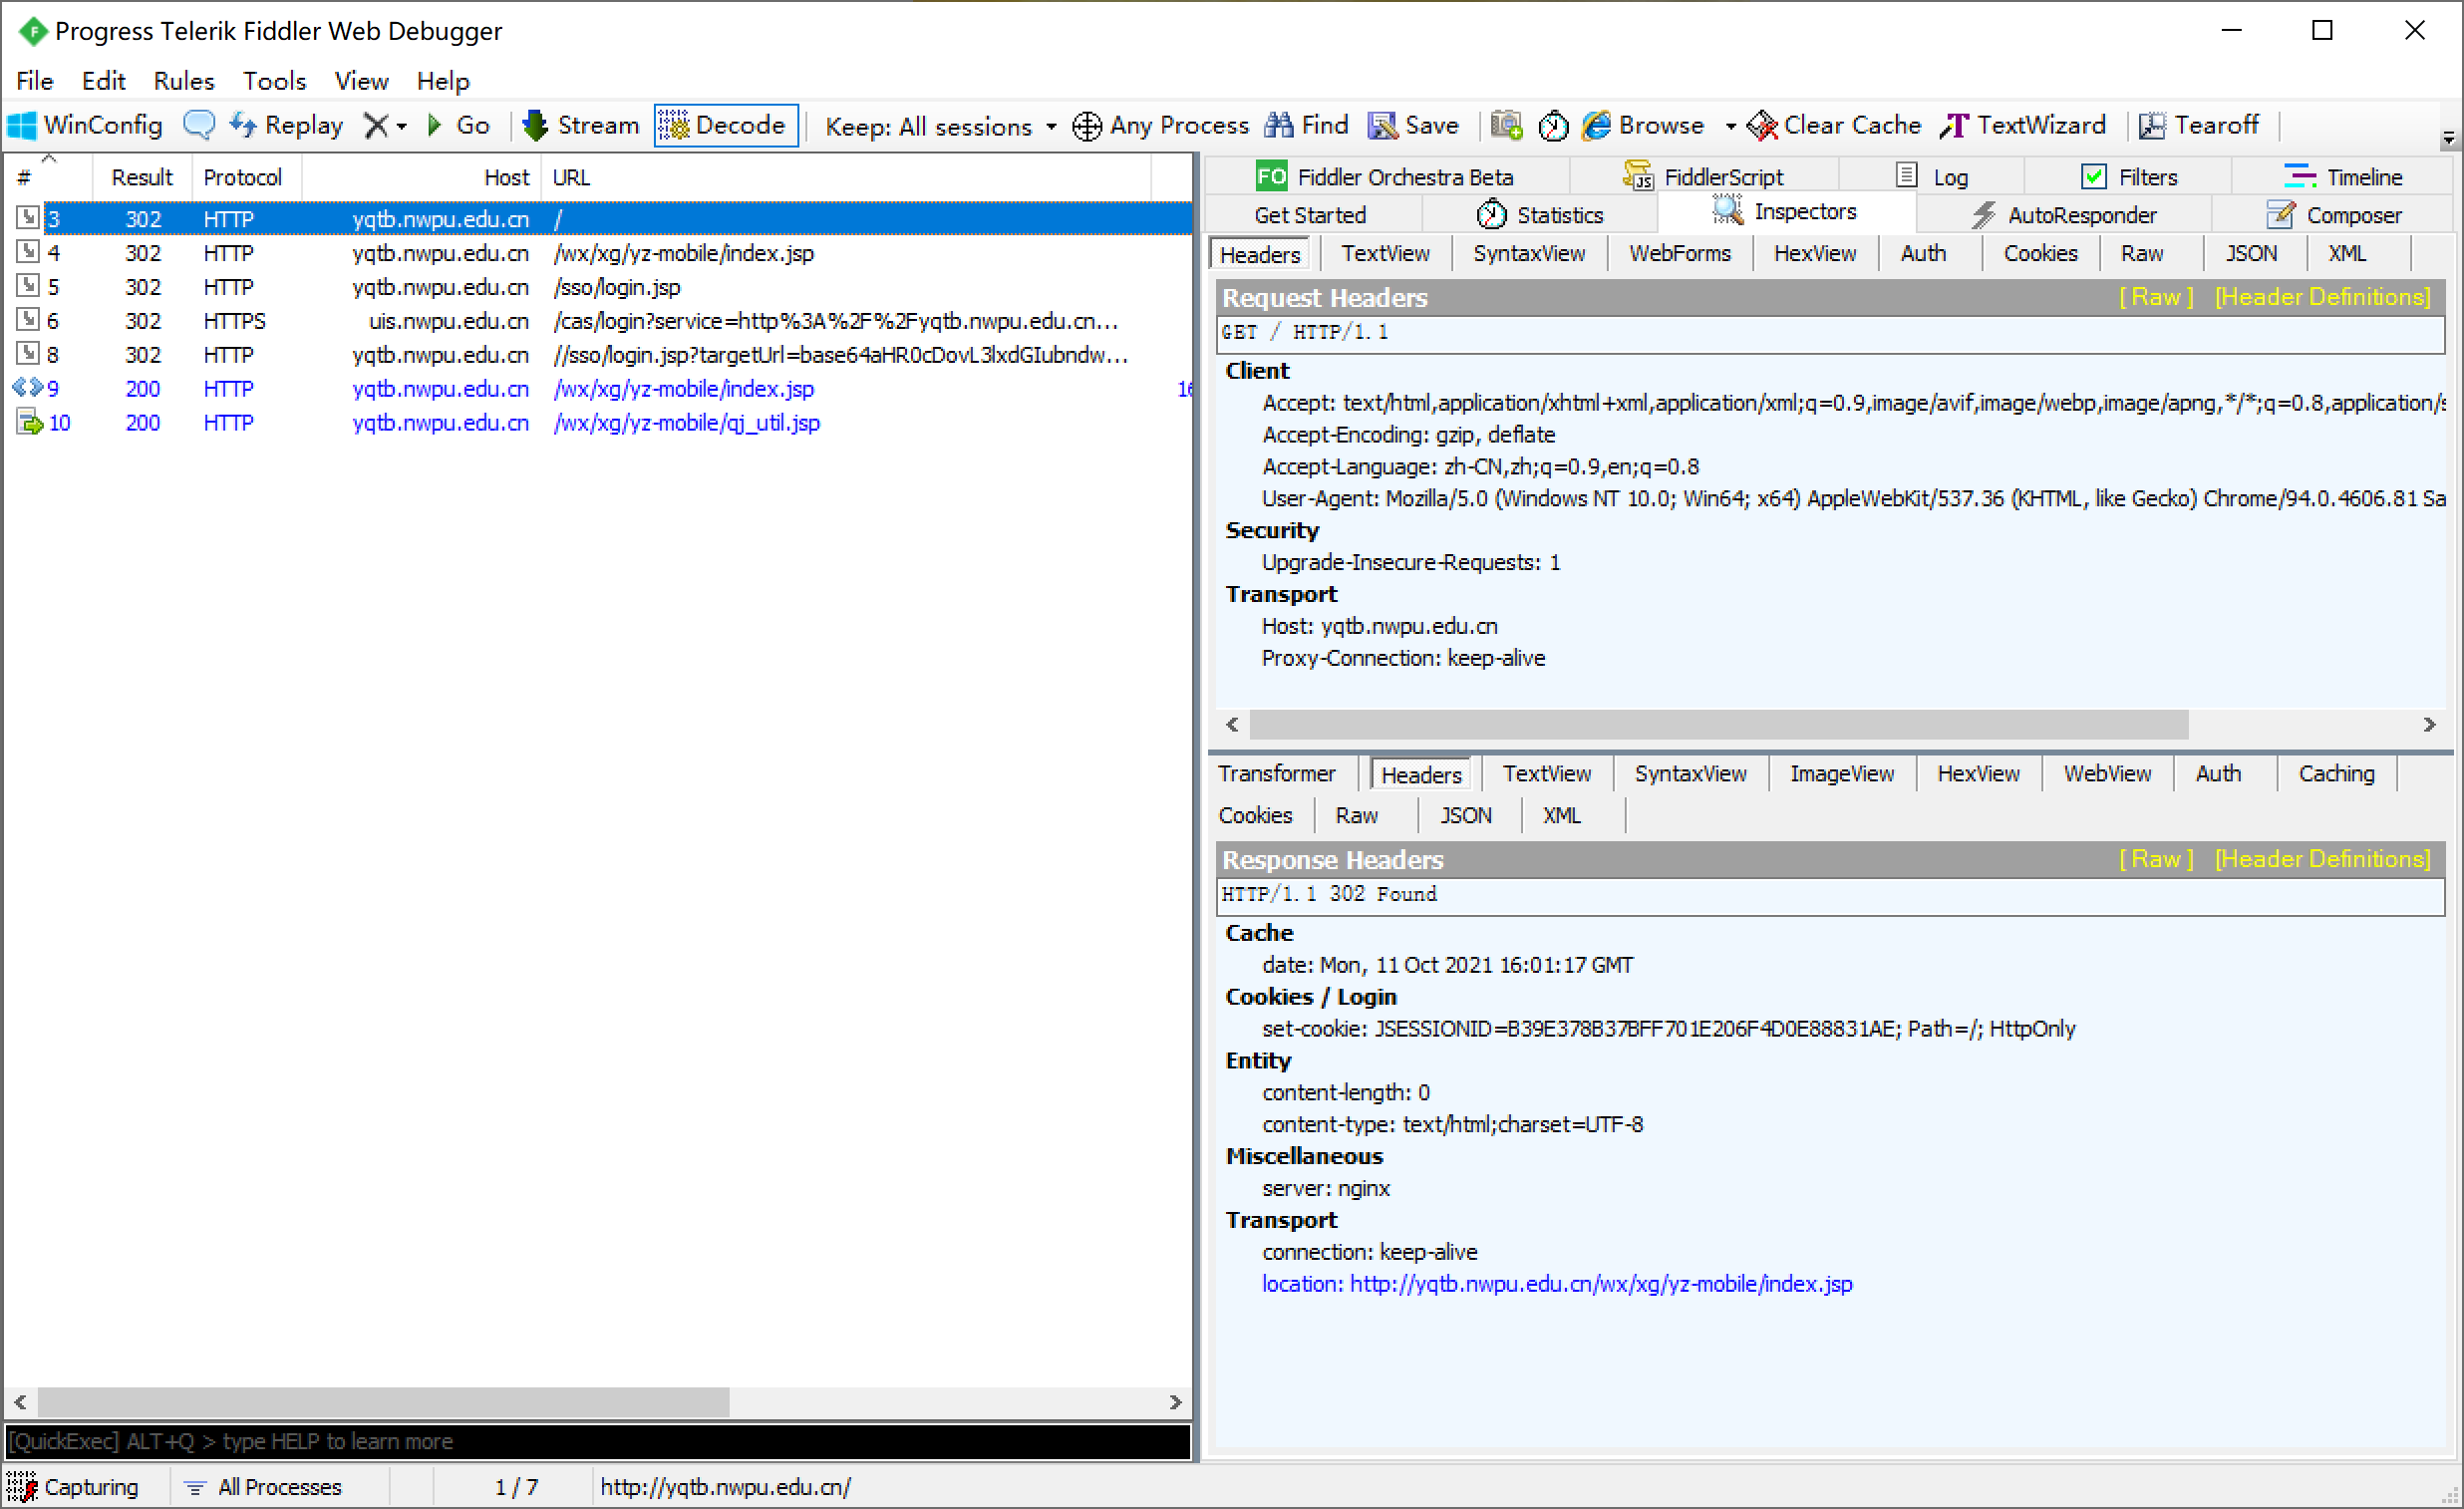 Progress Telerik Fiddler Web Debugger
File Edit Rules Tools View Help
WinConfig Replay Go Stream Decode Keep: All sessions Any Process Find Save Browse Clear Cache TextWizard Tearoff
# Result Protocol Host URL
3 302 HTTP yqtb.nwpu.edu.cn /
4 302 HTTP yqtb.nwpu.edu.cn /wx/xg/yz-mobile/index.jsp
5 302 HTTP yqtb.nwpu.edu.cn /sso/login.jsp
6 302 HTTPS uis.nwpu.edu.cn /cas/login?service=http%3A%2F%2Fyqtb.nwpu.edu.cn...
8 302 HTTP yqtb.nwpu.edu.cn //sso/login.jsp?targetUrl=base64aHR0cDovL3lxdGIubndw...
9 200 HTTP yqtb.nwpu.edu.cn /wx/xg/yz-mobile/index.jsp
10 200 HTTP yqtb.nwpu.edu.cn /wx/xg/yz-mobile/qj_util.jsp
[QuickExec] ALT+Q > type HELP to learn more
Capturing All Processes 1 / 7 http://yqtb.nwpu.edu.cn/
FO Fiddler Orchestra Beta FiddlerScript Log Filters Timeline
Get Started Statistics Inspectors AutoResponder Composer
Headers TextView SyntaxView WebForms HexView Auth Cookies Raw JSON XML
Request Headers [ Raw ] [Header Definitions]
GET / HTTP/1.1
Client
Accept: text/html,application/xhtml+xml,application/xml;q=0.9,image/avif,image/webp,image/apng,*/*;q=0.8,application/s
Accept-Encoding: gzip, deflate
Accept-Language: zh-CN,zh;q=0.9,en;q=0.8
User-Agent: Mozilla/5.0 (Windows NT 10.0; Win64; x64) AppleWebKit/537.36 (KHTML, like Gecko) Chrome/94.0.4606.81 Sa
Security
Upgrade-Insecure-Requests: 1
Transport
Host: yqtb.nwpu.edu.cn
Proxy-Connection: keep-alive
Transformer Headers TextView SyntaxView ImageView HexView WebView Auth Caching
Cookies Raw JSON XML
Response Headers [ Raw ] [Header Definitions]
HTTP/1.1 302 Found
Cache
date: Mon, 11 Oct 2021 16:01:17 GMT
Cookies / Login
set-cookie: JSESSIONID=B39E378B37BFF701E206F4D0E88831AE; Path=/; HttpOnly
Entity
content-length: 0
content-type: text/html;charset=UTF-8
Miscellaneous
server: nginx
Transport
connection: keep-alive
location: http://yqtb.nwpu.edu.cn/wx/xg/yz-mobile/index.jsp